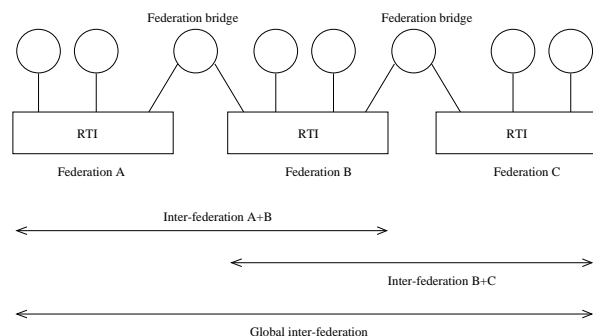 Federation bridge
Federation bridge
RTI
RTI
RTI
Federation A
Federation B
Federation C
Inter-federation A+B
Inter-federation B+C
Global inter-federation